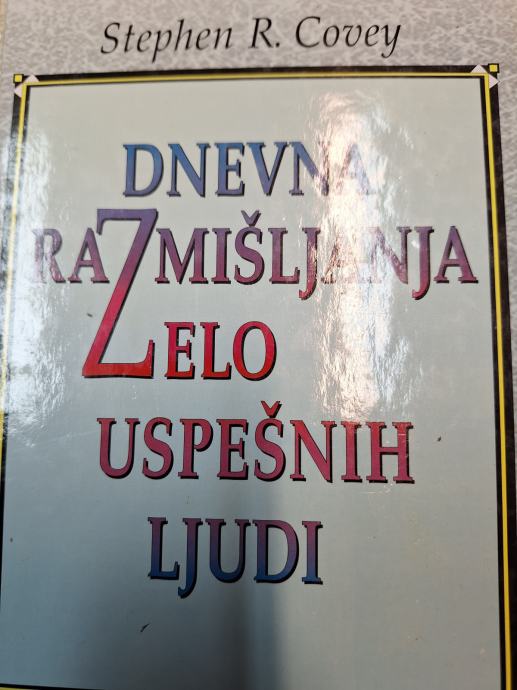 Stephen R. Covey
DNEVNA
RAZMIŠLJANJA
ZELO
USPEŠNIH
LJUDI